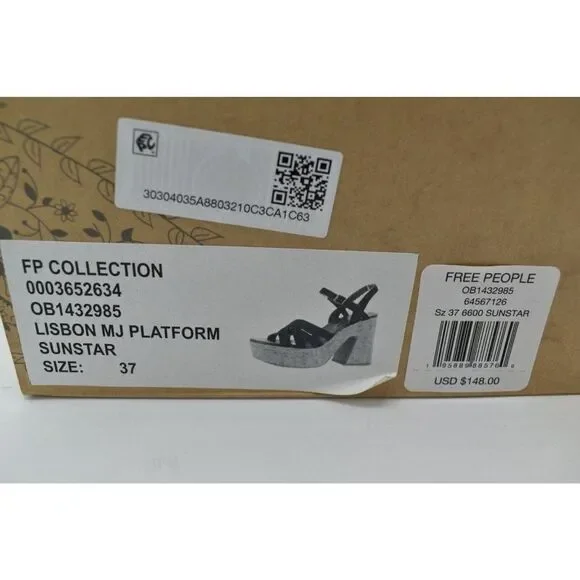 30304035A8803210C3CA1C63
FP COLLECTION
0003652634
OB1432985
LISBON MJ PLATFORM
SUNSTAR
SIZE: 37
FREE PEOPLE
OB1432985
64567126
Sz 37 6600 SUNSTAR
USD $148.00